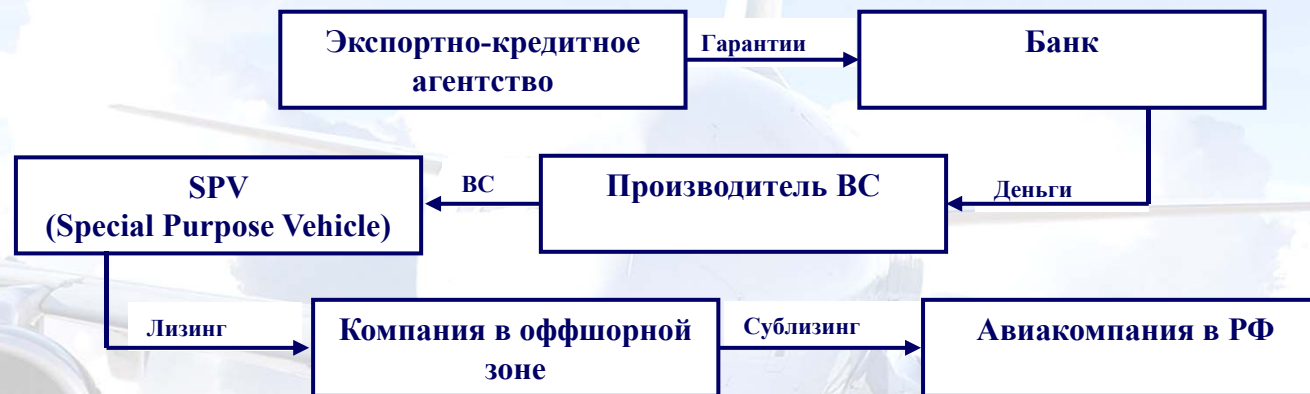 Экспортно-кредитное
агентство
Гарантии
Банк
SPV
(Special Purpose Vehicle)
ВС
Производитель ВС
Деньги
Лизинг
Компания в оффшорной
зоне
Сублизинг
Авиакомпания в РФ